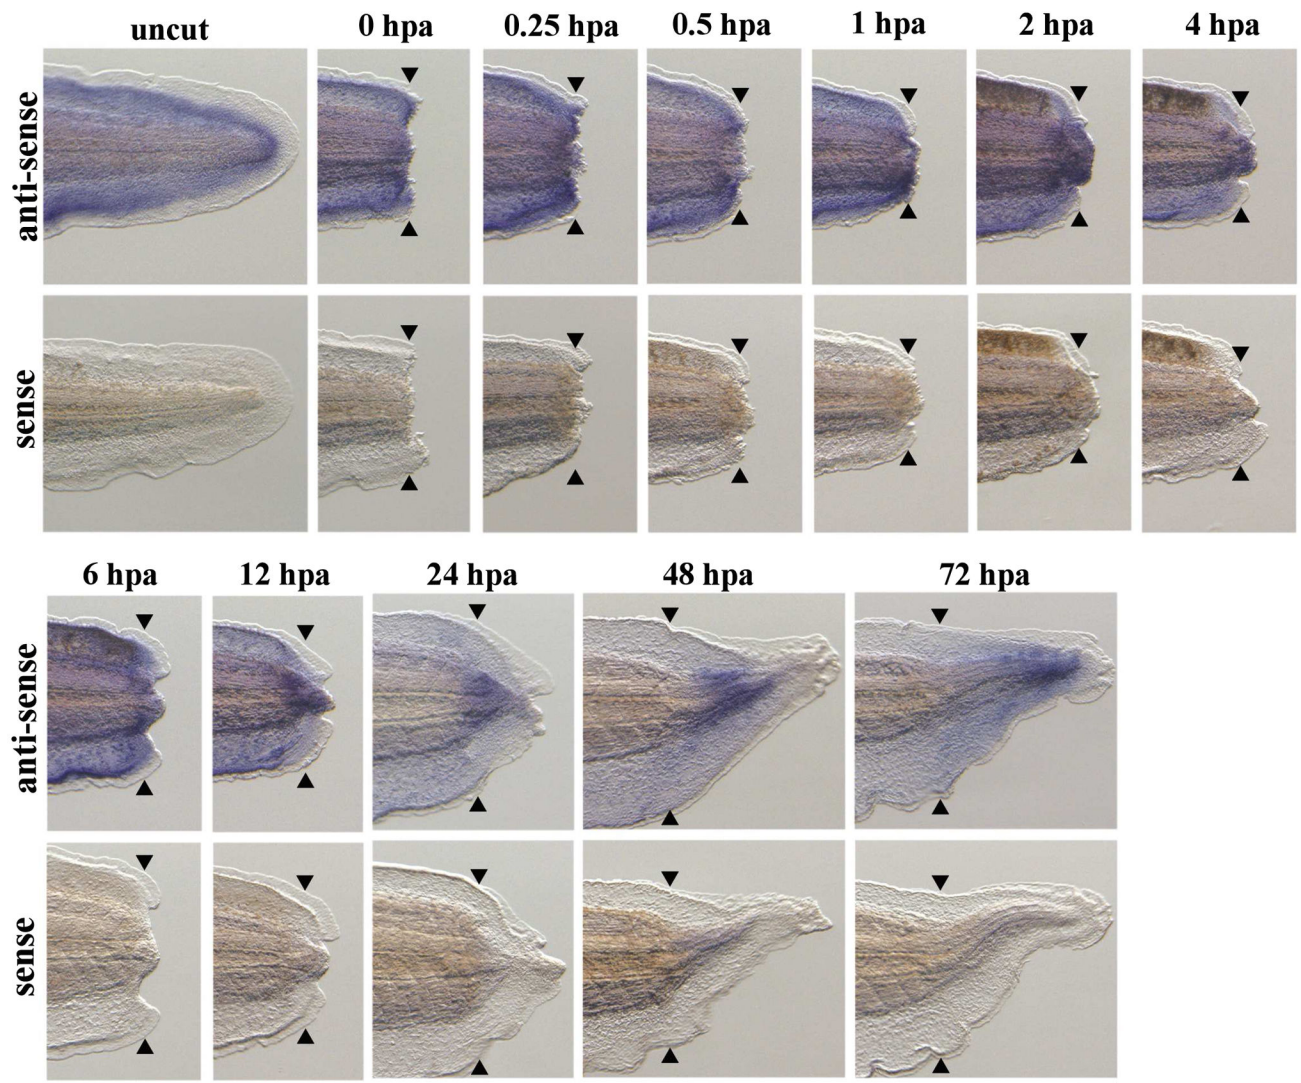 uncut 0 hpa 0.25 hpa 0.5 hpa 1 hpa 2 hpa 4 hpa
anti-sense
sense
6 hpa 12 hpa 24 hpa 48 hpa 72 hpa
anti-sense
sense